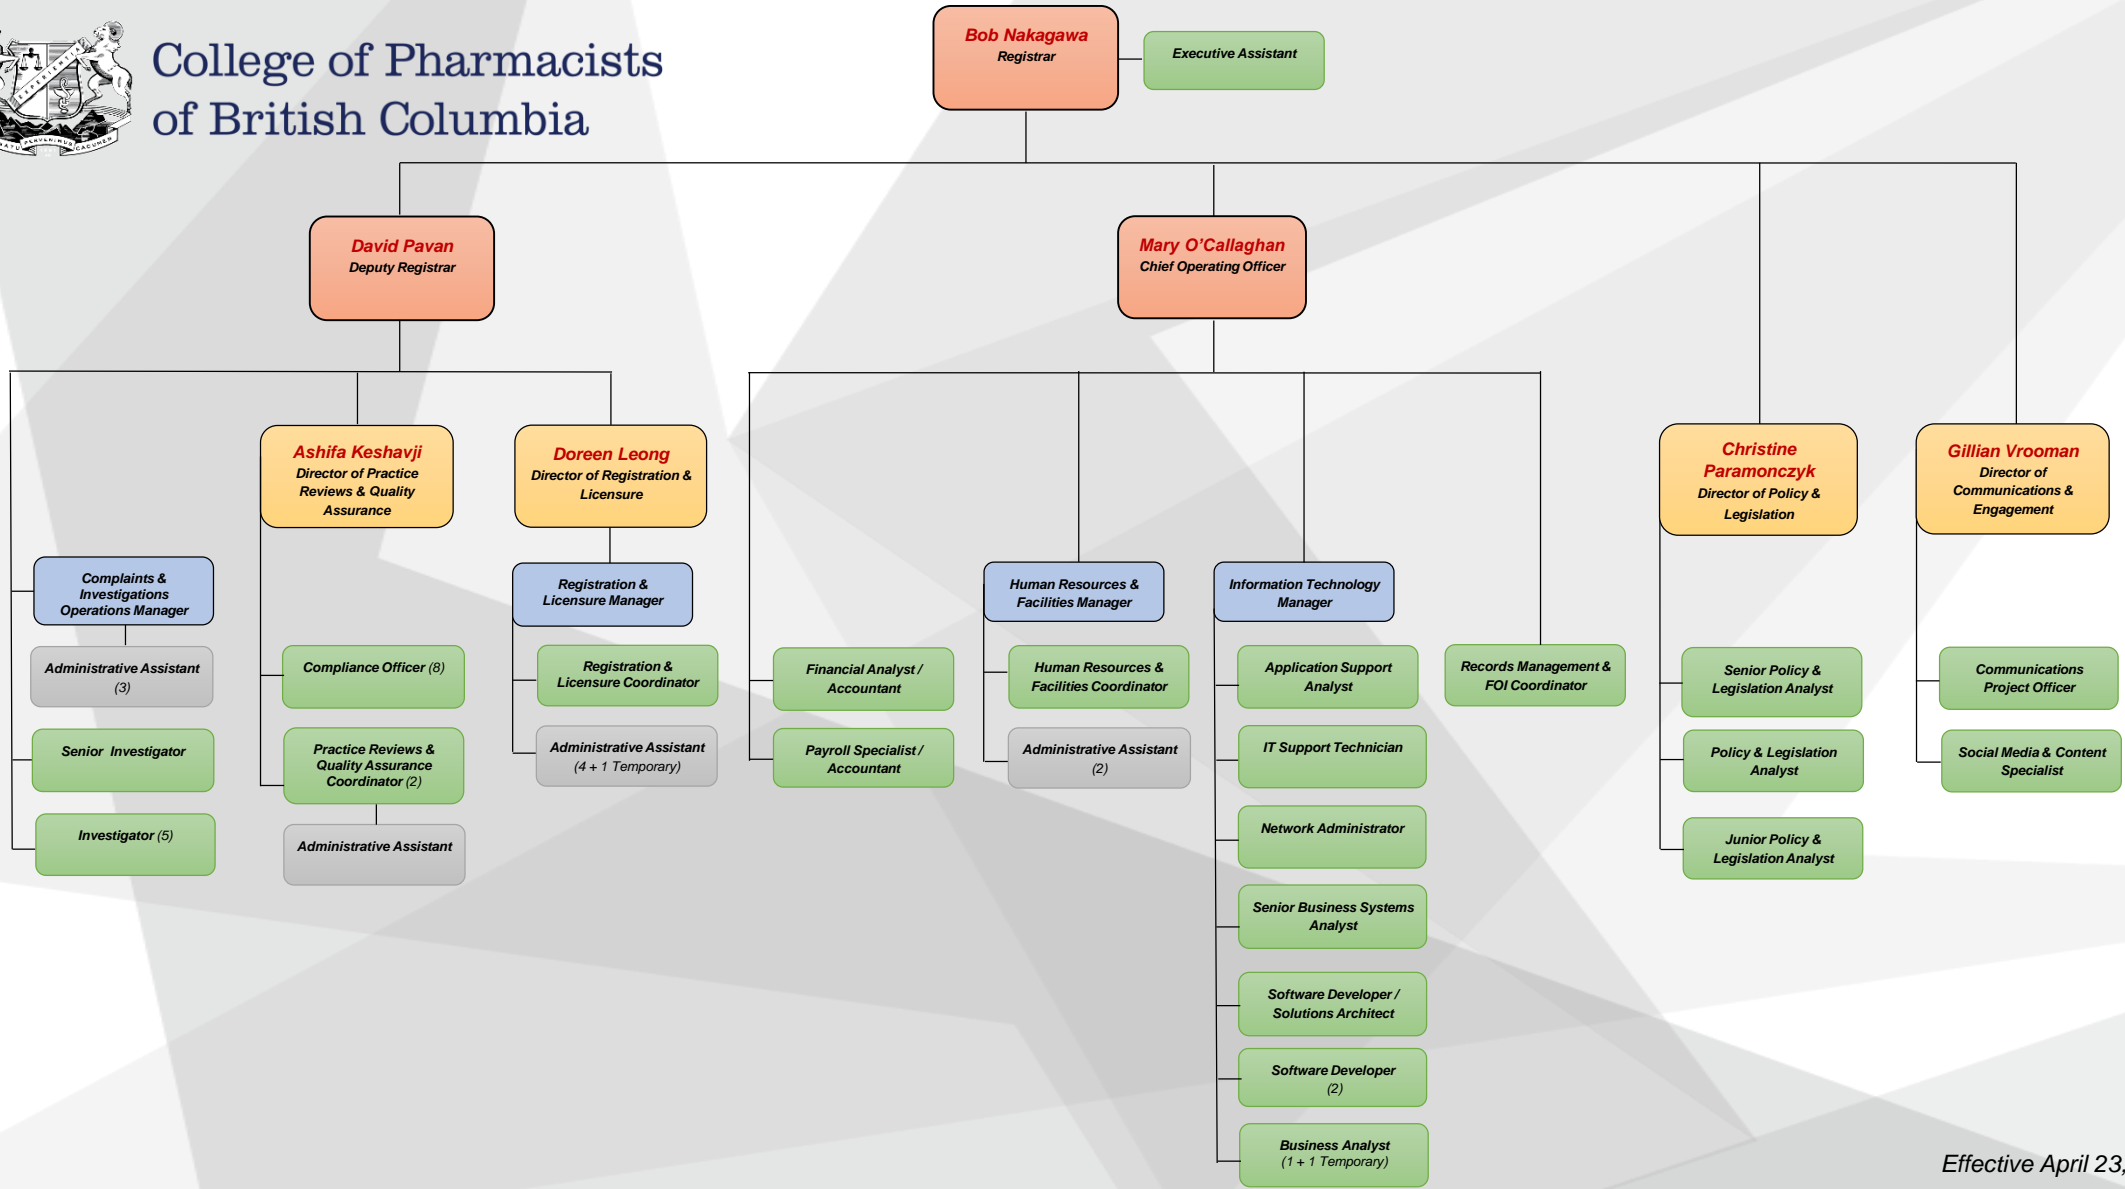 College of Pharmacists
of British Columbia
EXPERIENTIA
Bob Nakagawa
Registrar
Executive Assistant
David Pavan
Deputy Registrar
Mary O’Callaghan
Chief Operating Officer
Ashifa Keshavji
Director of Practice
Reviews & Quality
Assurance
Doreen Leong
Director of Registration &
Licensure
Christine
Paramonczyk
Director of Policy &
Legislation
Gillian Vrooman
Director of
Communications &
Engagement
Complaints &
Investigations
Operations Manager
Administrative Assistant
(3)
Senior Investigator
Investigator (5)
Compliance Officer (8)
Practice Reviews &
Quality Assurance
Coordinator (2)
Administrative Assistant
Registration &
Licensure Manager
Registration &
Licensure Coordinator
Administrative Assistant
(4 + 1 Temporary)
Financial Analyst /
Accountant
Payroll Specialist /
Accountant
Human Resources &
Facilities Manager
Human Resources &
Facilities Coordinator
Administrative Assistant
(2)
Information Technology
Manager
Application Support
Analyst
IT Support Technician
Network Administrator
Senior Business Systems
Analyst
Software Developer /
Solutions Architect
Software Developer
(2)
Business Analyst
(1 + 1 Temporary)
Records Management &
FOI Coordinator
Senior Policy &
Legislation Analyst
Policy & Legislation
Analyst
Junior Policy &
Legislation Analyst
Communications
Project Officer
Social Media & Content
Specialist
Effective April 23,